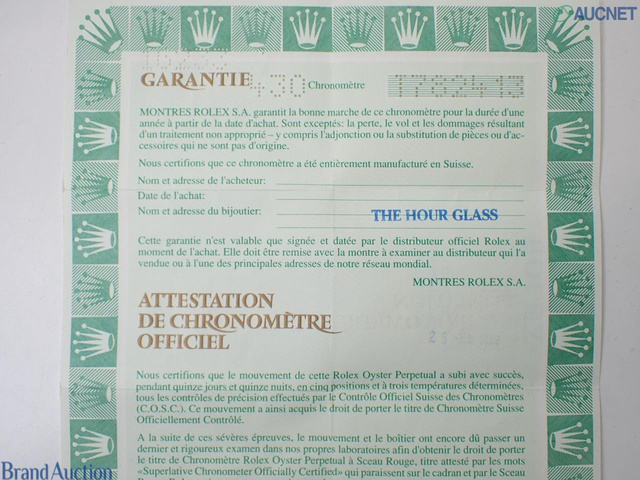 AUCNET
GARANTIE 430 Chronomètre 1762413
MONTRES ROLEX S.A. garantit la bonne marche de ce chronomètre pour la durée d'une
année à partir de la date d'achat. Sont exceptés: la perte, le vol et les dommages résultant
d'un traitement non approprié – y compris l'adjonction ou la substitution de pièces ou d'ac-
cessoires qui ne sont pas d'origine.
Nous certifions que ce chronomètre a été entièrement manufacturé en Suisse.
Nom et adresse de l'acheteur:
Date de l'achat:
Nom et adresse du bijoutier: THE HOUR GLASS
Cette garantie n'est valable que signée et datée par le distributeur officiel Rolex au
moment de l'achat. Elle doit être remise avec la montre à examiner au distributeur qui l'a
vendue ou à l'une des principales adresses de notre réseau mondial.
MONTRES ROLEX S.A.
ATTESTATION
DE CHRONOMÈTRE
OFFICIEL
Nous certifions que le mouvement de cette Rolex Oyster Perpetual a subi avec succès,
pendant quinze jours et quinze nuits, en cinq positions et à trois températures déterminées,
tous les contrôles de précision effectués par le Contrôle Officiel Suisse des Chronomètres
(C.O.S.C.). Ce mouvement a ainsi acquis le droit de porter le titre de Chronomètre Suisse
Officiellement Contrôlé.
A la suite de ces sévères épreuves, le mouvement et le boîtier ont encore dû passer un
dernier et rigoureux examen dans nos propres laboratoires afin d'obtenir le droit de porter
le titre de Chronomètre Rolex Oyster Perpetual à Sceau Rouge, titre attesté par les mots
«Superlative Chronometer Officially Certified» qui paraissent sur le cadran et par le Sceau
Brand Auction